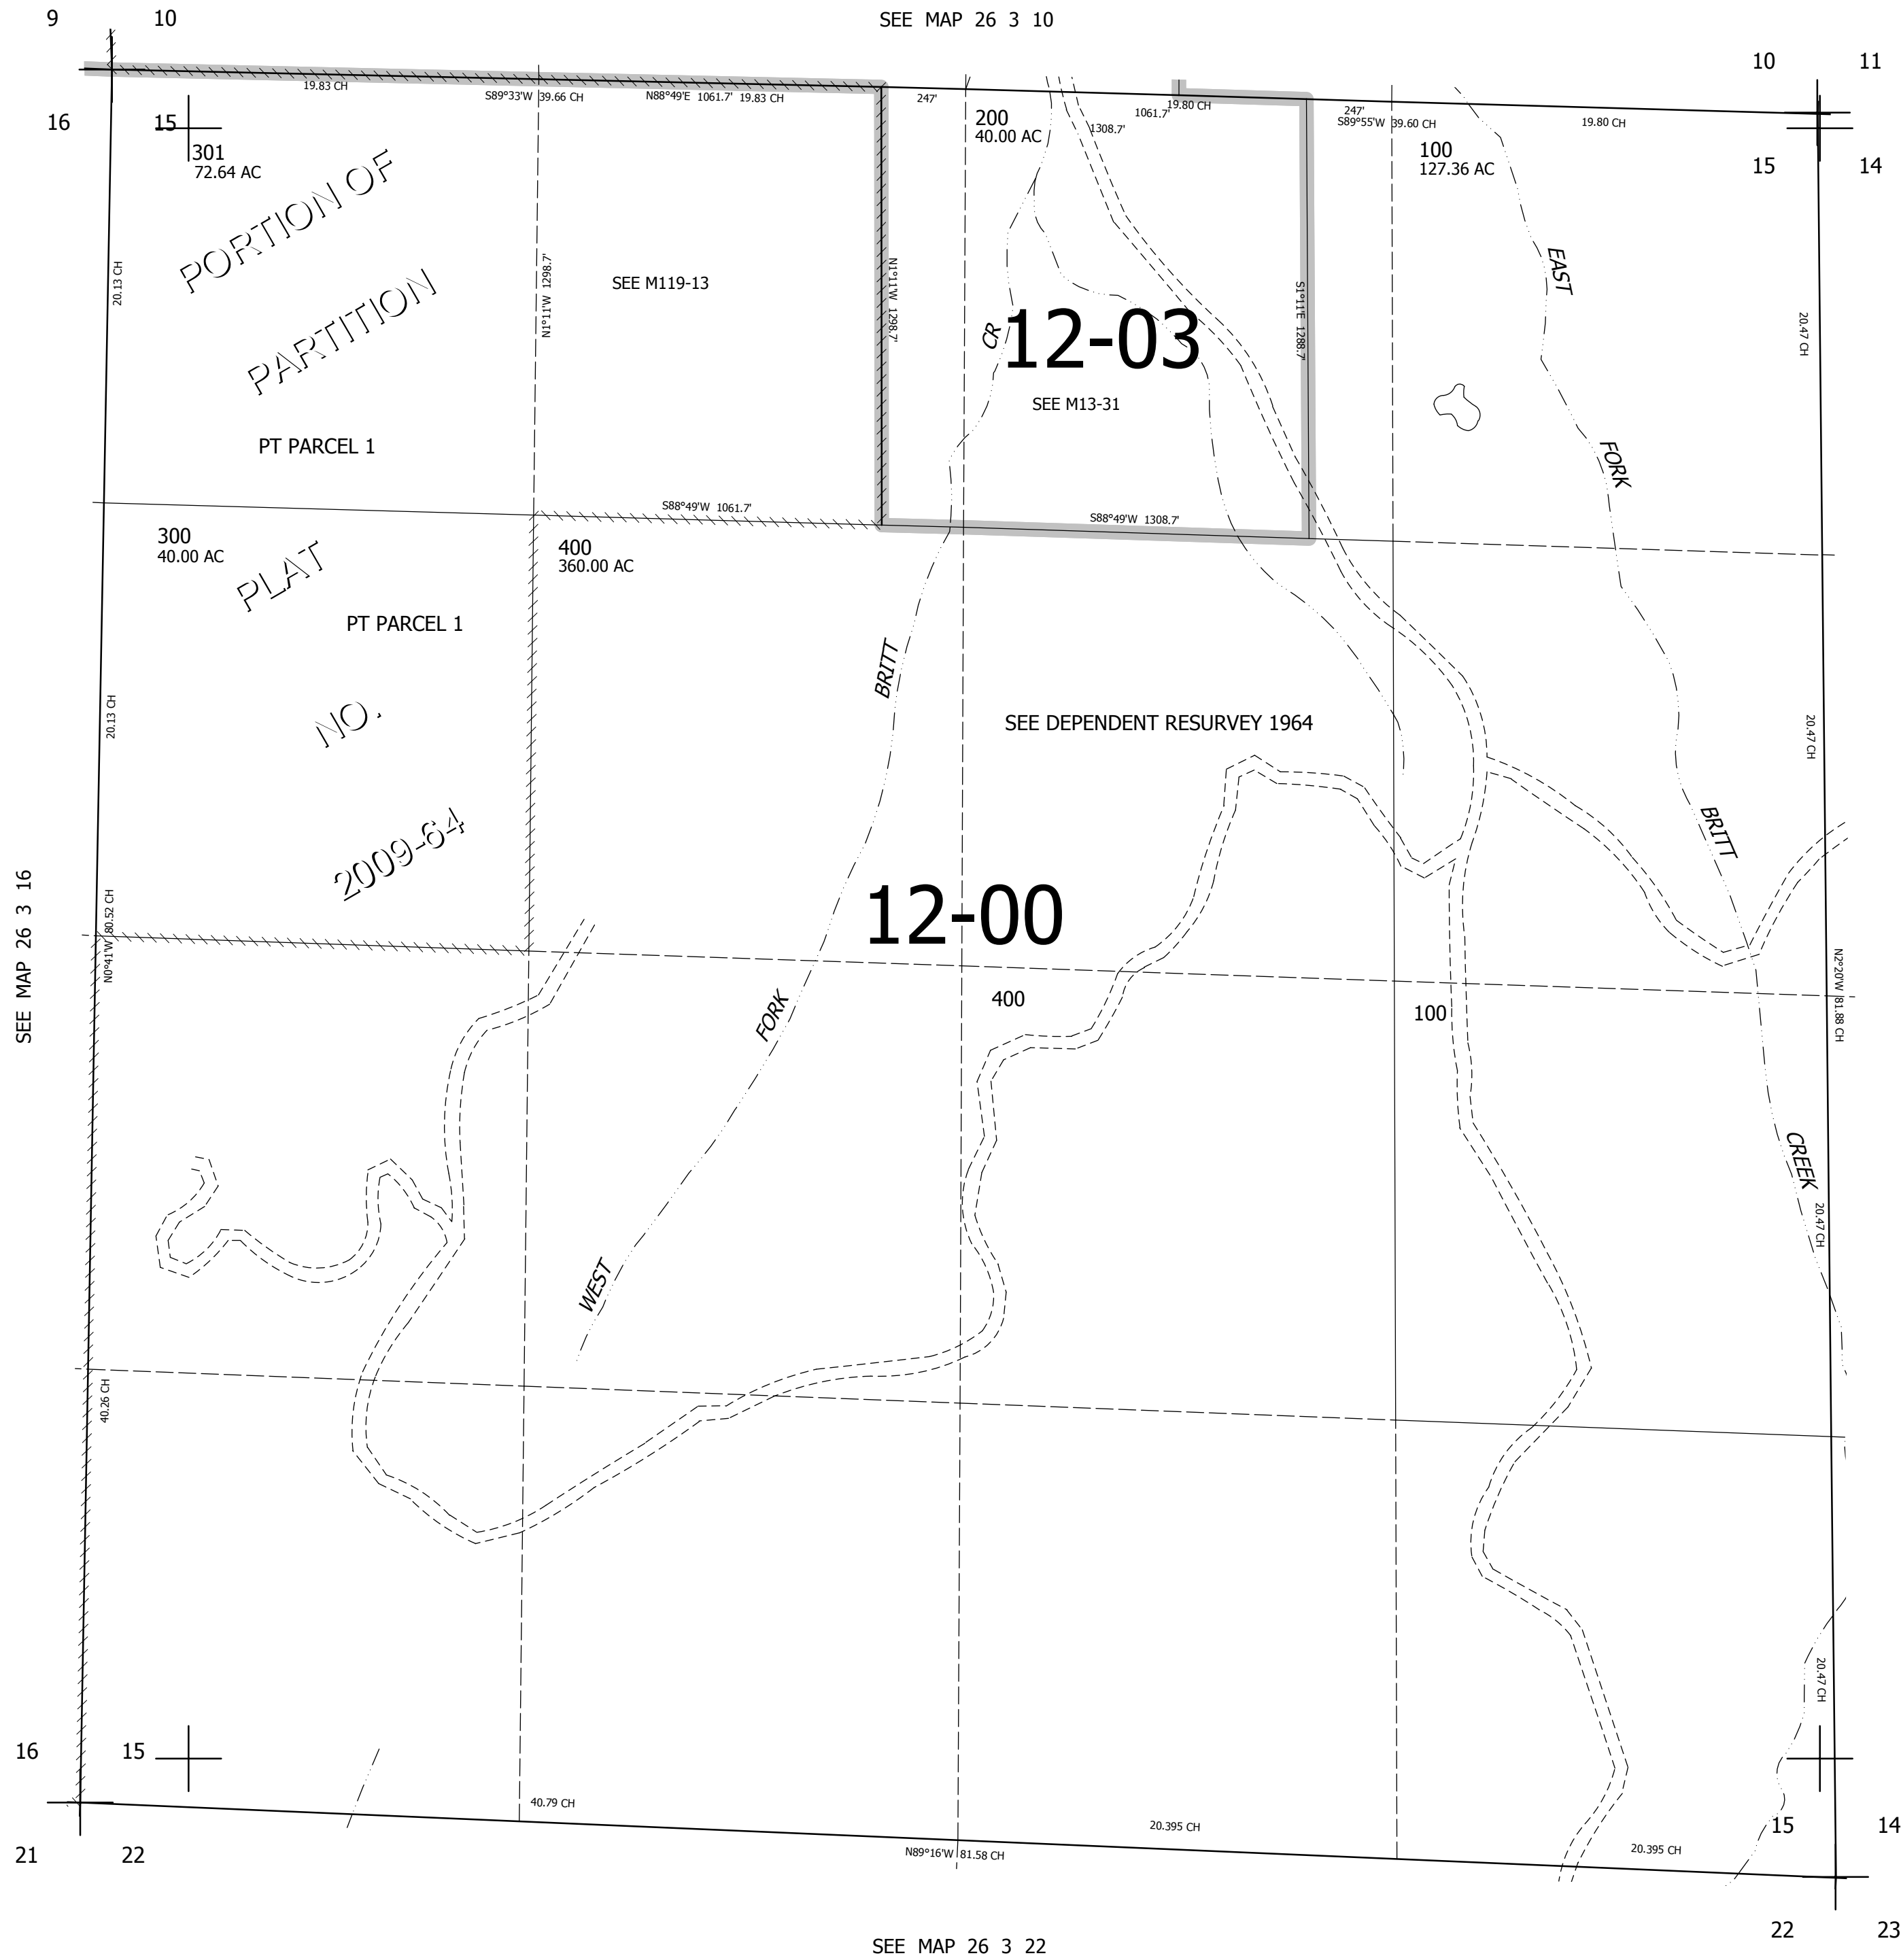 9 10
SEE MAP 26 3 10
10 11
19.83 CH
S89°33'W 39.66 CH
N88°49'E 1061.7' 19.83 CH
247'
19.80 CH
1061.7'
1308.7'
247'
S89°55'W 39.60 CH
19.80 CH
16 15
15 14
301
72.64 AC
200
40.00 AC
100
127.36 AC
PORTION OF
PARTITION
20.13 CH
N1°11'W 1298.7'
SEE M119-13
N1°11'W 1298.7'
CR
12-03
S1°11'E 1288.7'
SEE M13-31
EAST
FORK
20.47 CH
PT PARCEL 1
S88°49'W 1061.7'
S88°49'W 1308.7'
300
40.00 AC
400
360.00 AC
PLAT
PT PARCEL 1
NO.
2009-64
20.13 CH
BRITT
SEE DEPENDENT RESURVEY 1964
20.47 CH
BRITT
SEE MAP 26 3 16
N0°41'W 80.52 CH
12-00
N2°20'W 81.88 CH
400
100
FORK
CREEK
20.47 CH
WEST
40.26 CH
20.47 CH
16 15
40.79 CH
20.395 CH
15 14
21 22
N89°16'W 81.58 CH
20.395 CH
22 23
SEE MAP 26 3 22